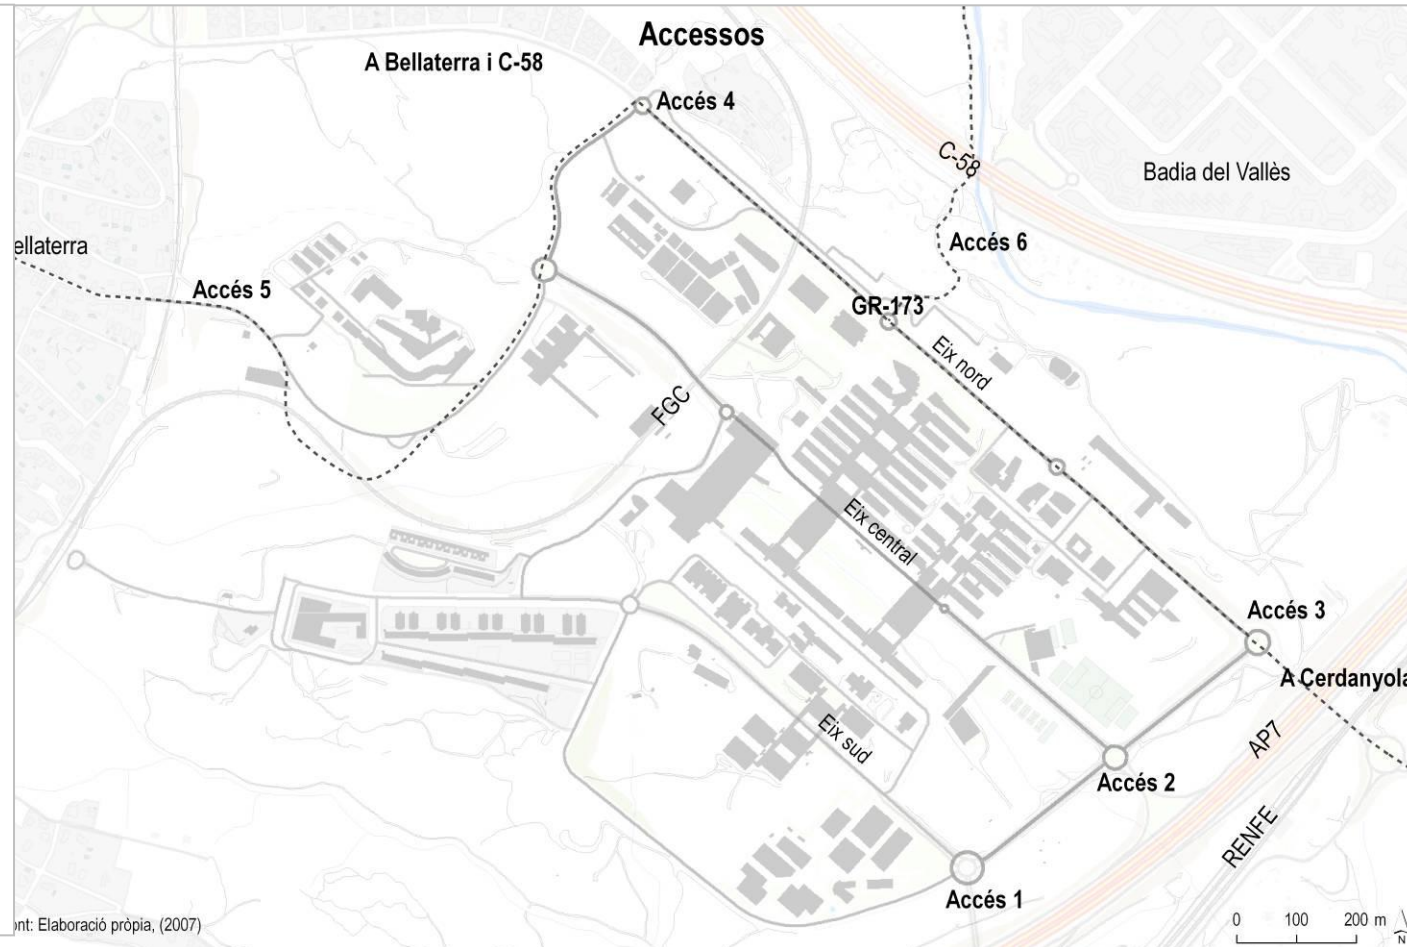 Accessos
A Bellaterra i C-58
Accés 4
C-58
Badia del Vallès
ellaterra
Accés 6
Accés 5
GR-173
Eix nord
FGC
Eix central
Accés 3
A Cerdanyola
Eix sud
AP7
Accés 2
RENFE
Accés 1
nt: Elaboració pròpia, (2007)
0 100 200 m
N